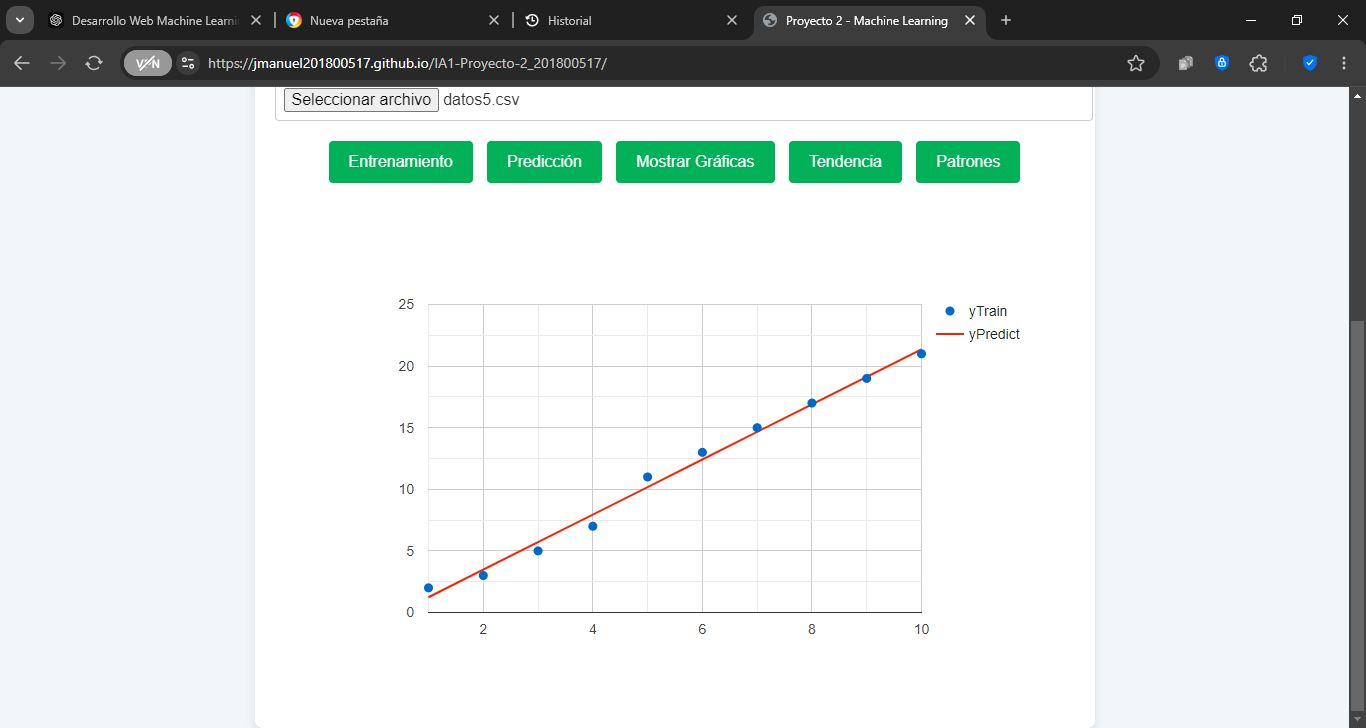 Desarrollo Web Machine Learni
Nueva pestaña
Historial
Proyecto 2 - Machine Learning
VPN
https://jmanuel201800517.github.io/IA1-Proyecto-2_201800517/
Seleccionar archivo datos5.csv
Entrenamiento Predicción Mostrar Gráficas Tendencia Patrones
25
20
15
10
5
0
2 4 6 8 10
yTrain
yPredict